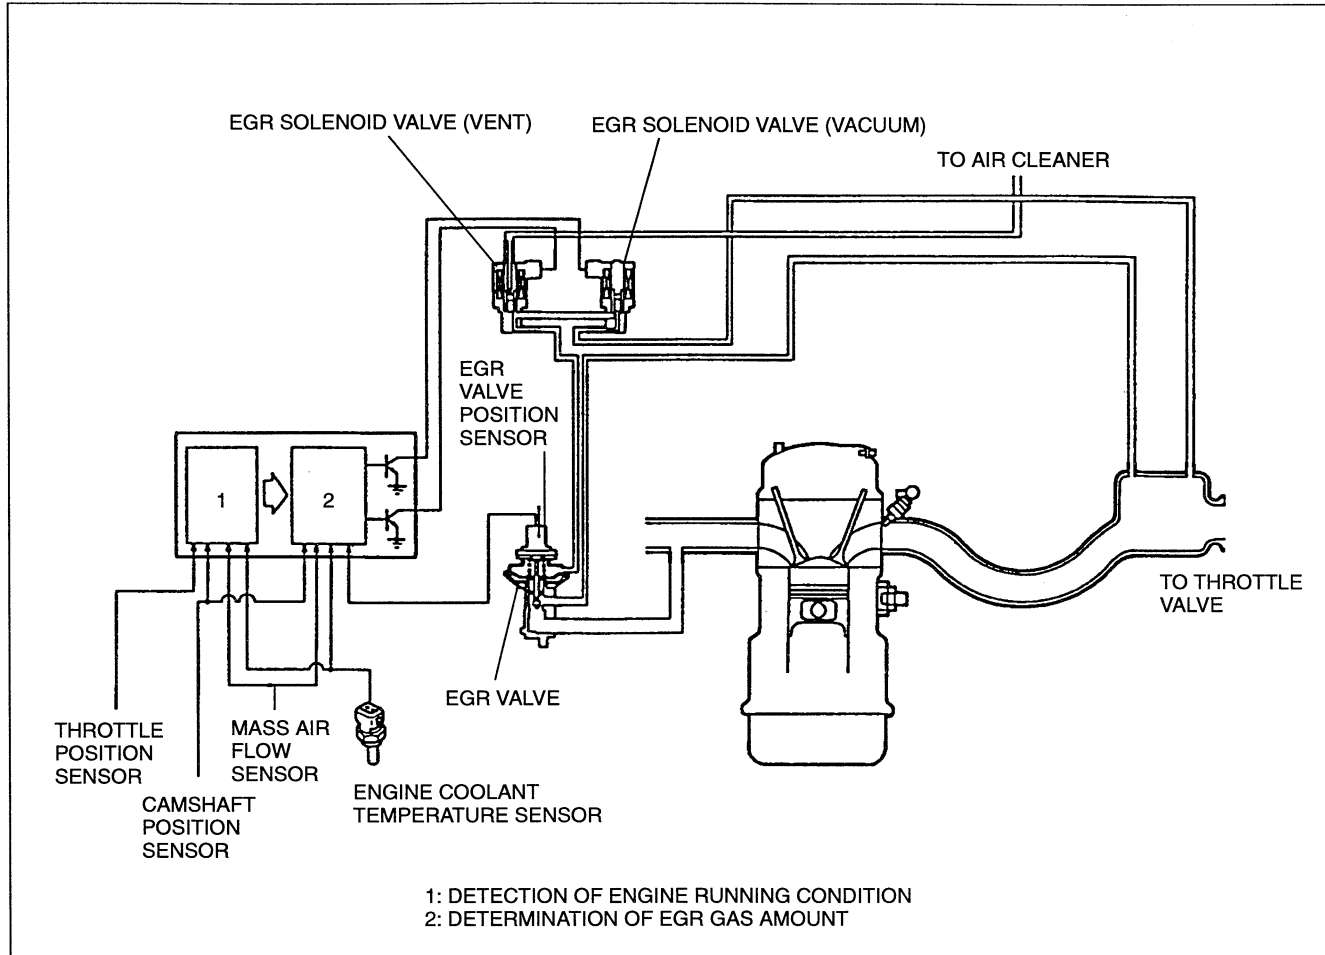 EGR SOLENOID VALVE (VENT)
EGR SOLENOID VALVE (VACUUM)
TO AIR CLEANER
EGR
VALVE
POSITION
SENSOR
1
2
TO THROTTLE
VALVE
EGR VALVE
THROTTLE
POSITION
SENSOR
MASS AIR
FLOW
SENSOR
CAMSHAFT
POSITION
SENSOR
ENGINE COOLANT
TEMPERATURE SENSOR
1: DETECTION OF ENGINE RUNNING CONDITION
2: DETERMINATION OF EGR GAS AMOUNT